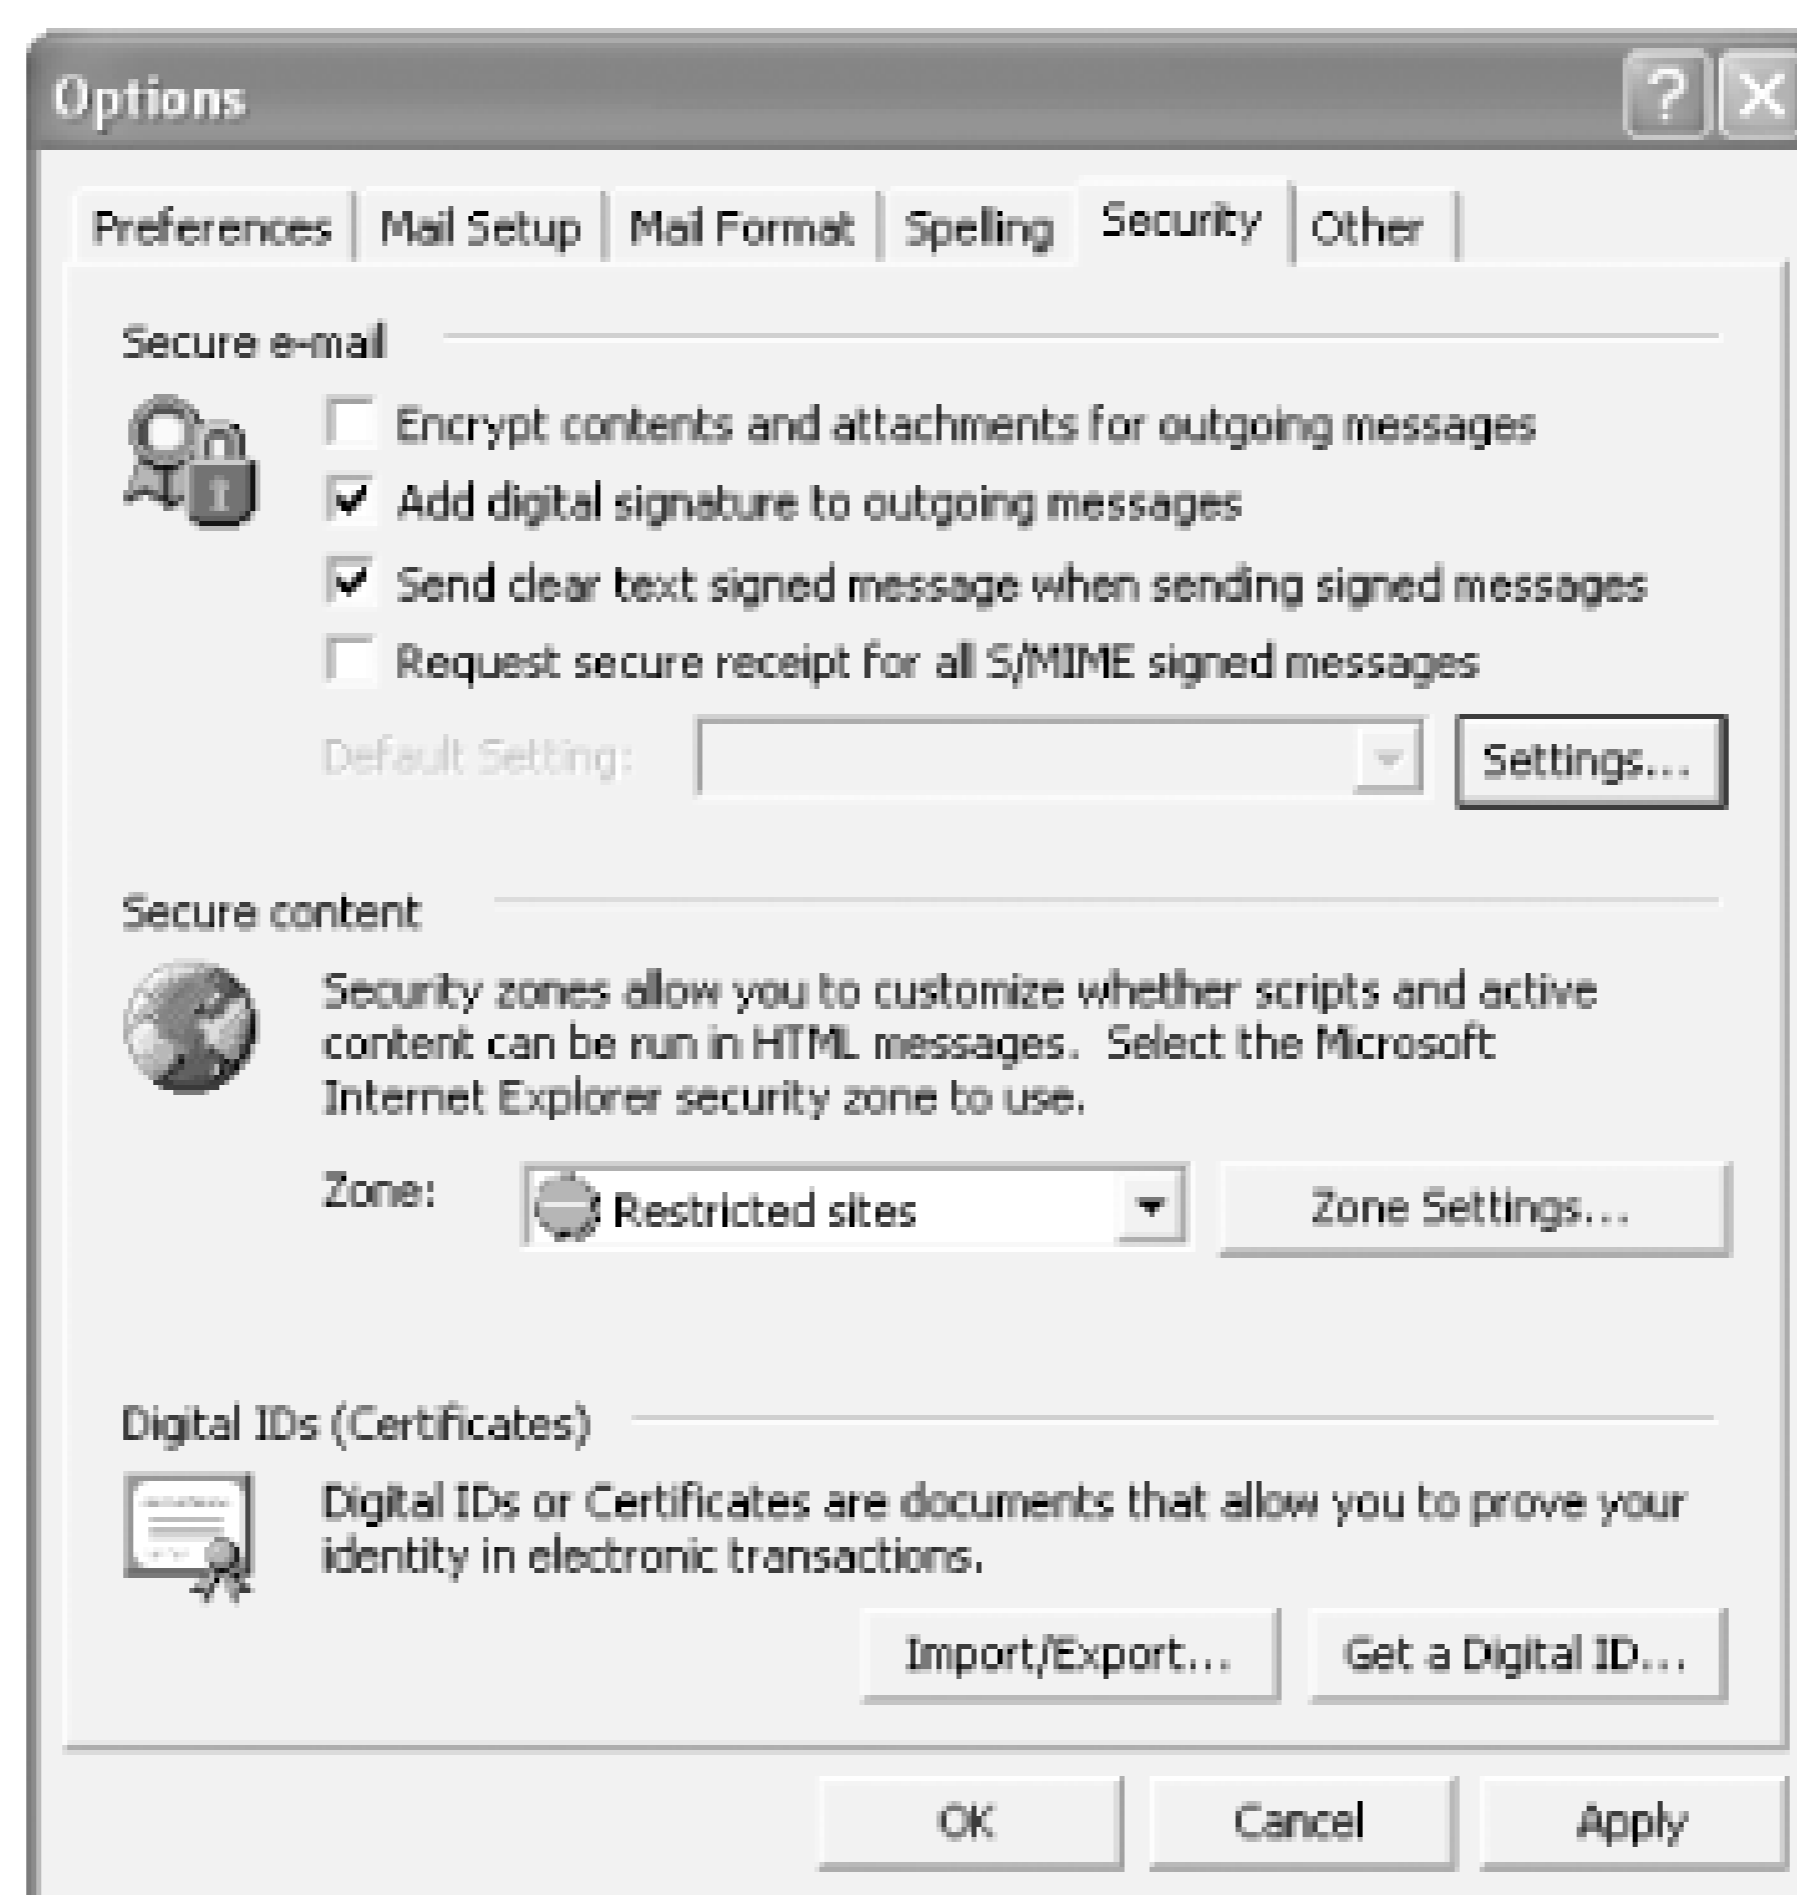 Options
Preferences Mail Setup Mail Format Spelling Security Other
Secure e-mail
Encrypt contents and attachments for outgoing messages
Add digital signature to outgoing messages
Send clear text signed message when sending signed messages
Request secure receipt for all S/MIME signed messages
Default Setting: Settings...
Secure content
Security zones allow you to customize whether scripts and active
content can be run in HTML messages. Select the Microsoft
Internet Explorer security zone to use.
Zone: Restricted sites Zone Settings...
Digital IDs (Certificates)
Digital IDs or Certificates are documents that allow you to prove your
identity in electronic transactions.
Import/Export... Get a Digital ID...
OK Cancel Apply